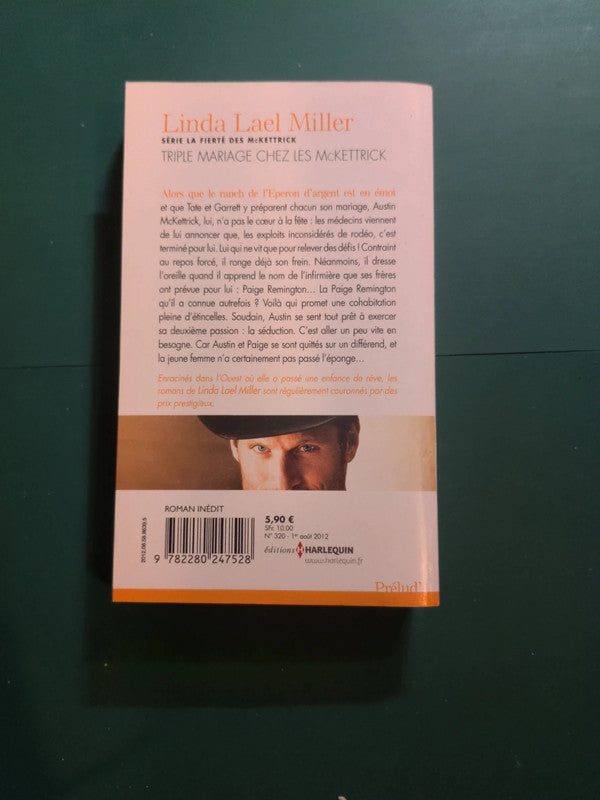 Linda Lael Miller
SÉRIE LA FIERTÉ DES McKETTRICK
TRIPLE MARIAGE CHEZ LES McKETTRICK
Alors que le ranch de l'Eperon d'argent est en émoi
et que Tate et Garrett y préparent chacun son mariage, Austin
McKettrick, lui, n'a pas le cœur à la fête : les médecins viennent
de lui annoncer que, les exploits inconsidérés de rodéo, c'est
terminé pour lui. Lui qui ne vit que pour relever des défis ! Contraint
au repos forcé, il ronge déjà son frein. Néanmoins, il dresse
l'oreille quand il apprend le nom de l'infirmière que ses frères
ont prévue pour lui : Paige Remington... La Paige Remington
qu'il a connue autrefois ? Voilà qui promet une cohabitation
pleine d'étincelles. Soudain, Austin se sent tout prêt à exercer
sa deuxième passion : la séduction. C'est aller un peu vite en
besogne. Car Austin et Paige se sont quittés sur un différend, et
la jeune femme n'a certainement pas passé l'éponge...
Enracinés dans l'Ouest où elle a passé une enfance de rêve, les
romans de Linda Lael Miller sont régulièrement couronnés par des
prix prestigieux.
ROMAN INÉDIT
2012.08.58.9630.5
9 782280 247528
5,90 €
SFr. 10.00
N° 320 - 1er août 2012
éditions HARLEQUIN
www.harlequin.fr
Prélud'